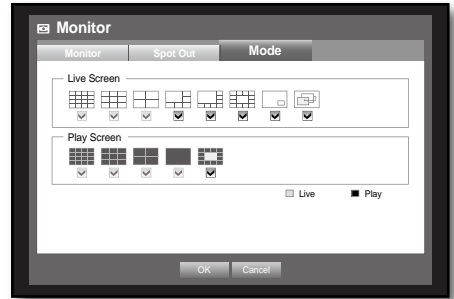 Monitor
Monitor Spot Out Mode
Live Screen
Play Screen
Live Play
OK Cancel